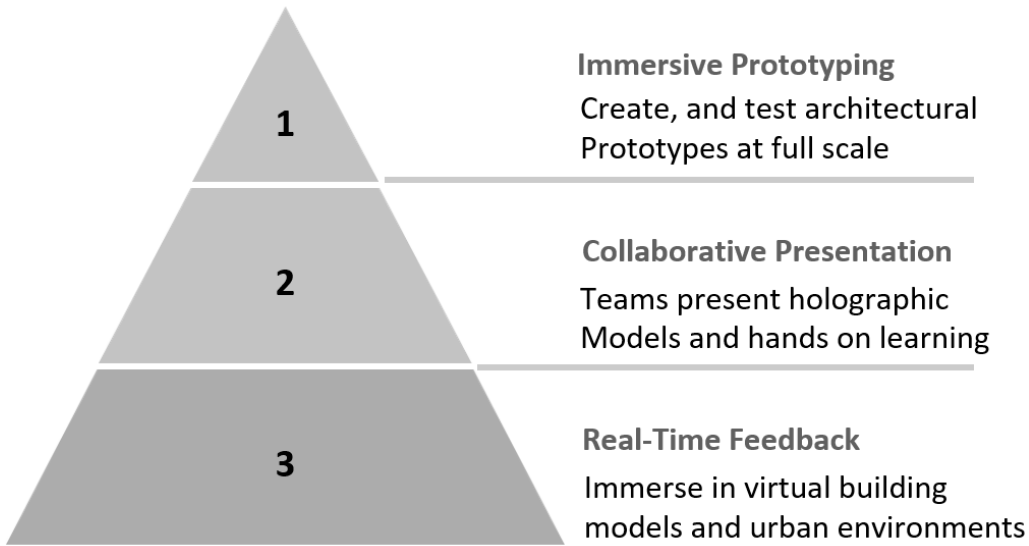 1
Immersive Prototyping
Create, and test architectural
Prototypes at full scale
2
Collaborative Presentation
Teams present holographic
Models and hands on learning
3
Real-Time Feedback
Immerse in virtual building
models and urban environments